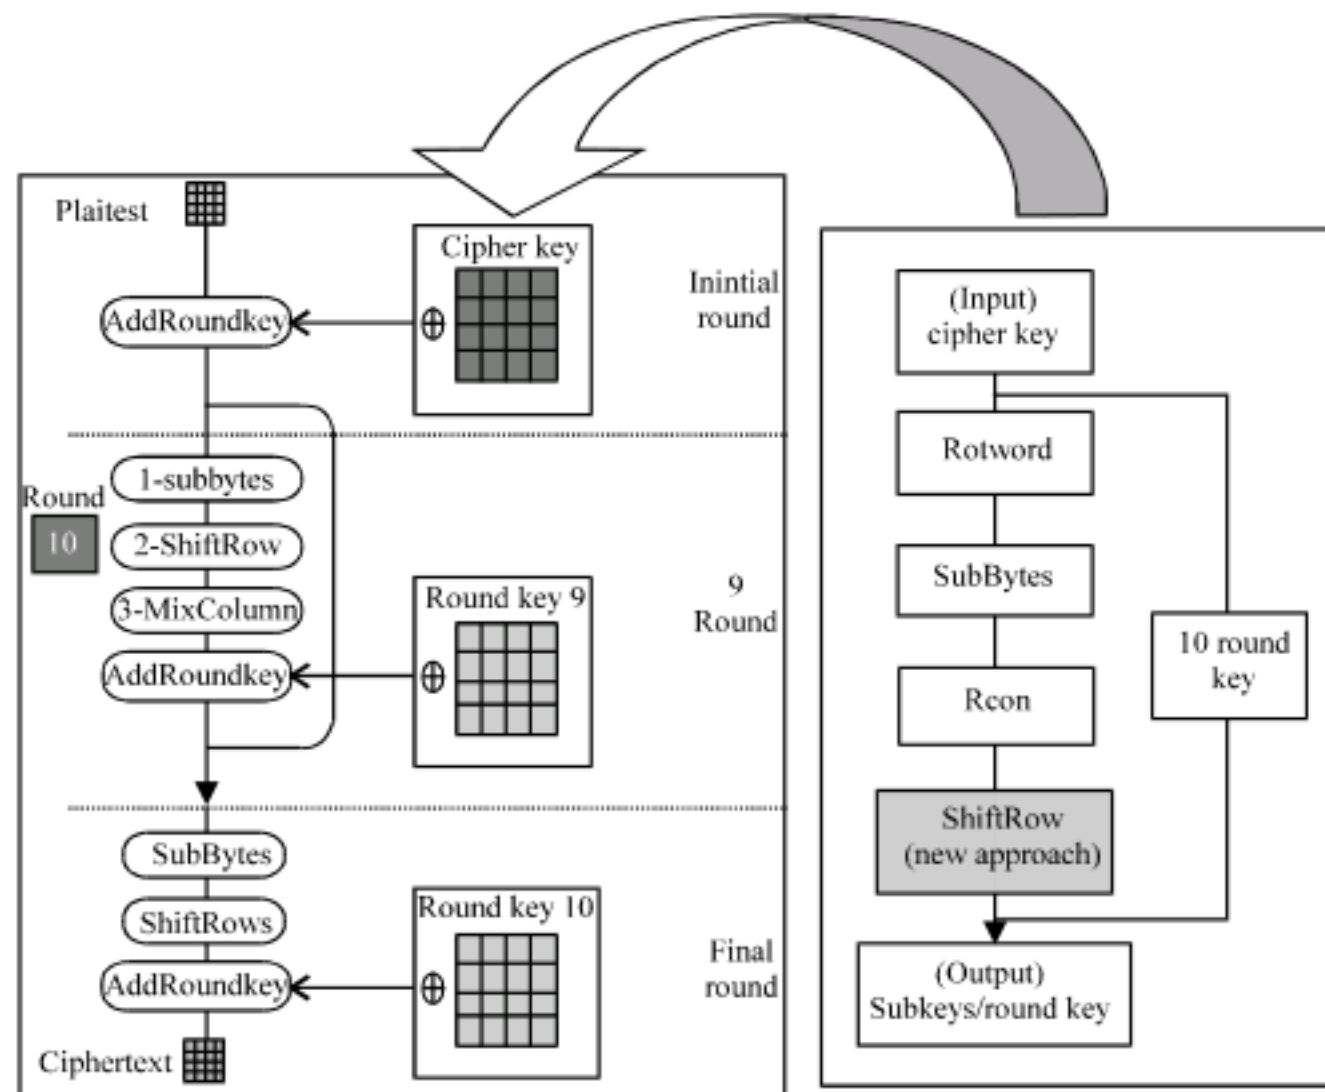 Plaitest
Cipher key
Inintial
round
AddRoundkey
1-subbytes
Round
10
2-ShiftRow
3-MixColumn
AddRoundkey
Round key 9
9
Round
SubBytes
ShiftRows
AddRoundkey
Round key 10
Final
round
Ciphertext
(Input)
cipher key
Rotword
SubBytes
Rcon
10 round
key
ShiftRow
(new approach)
(Output)
Subkeys/round key